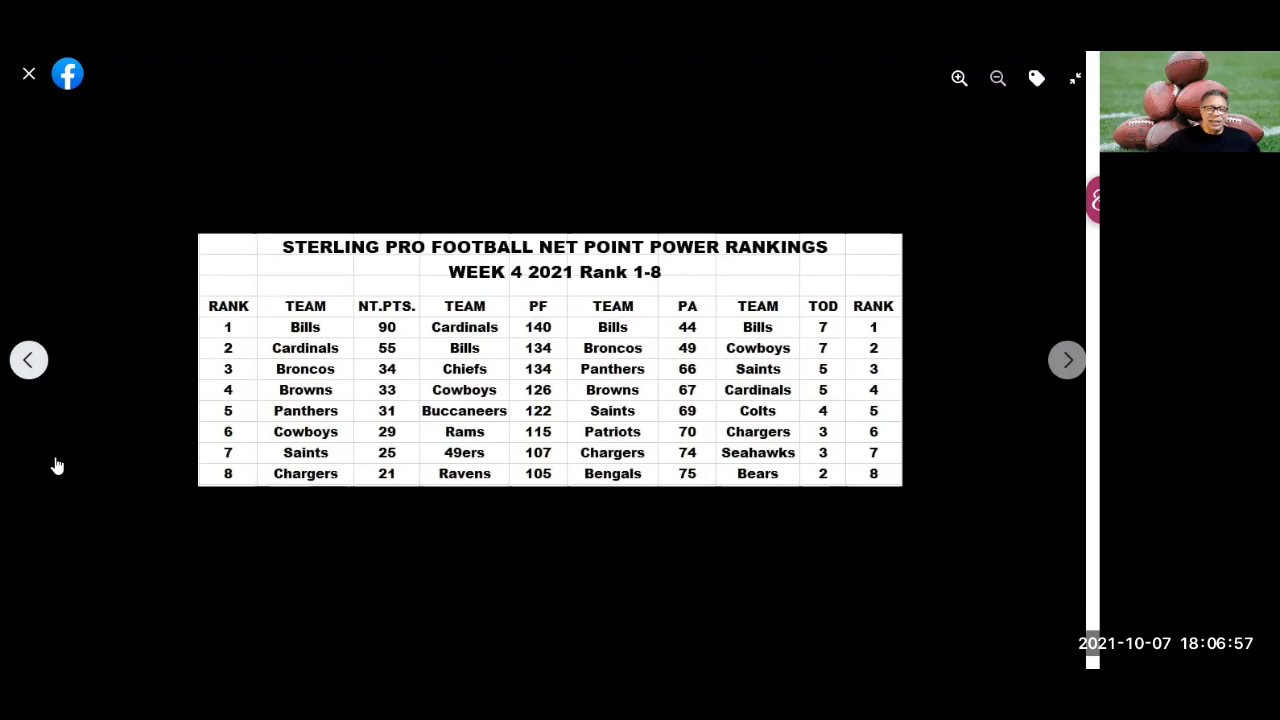 STERLING PRO FOOTBALL NET POINT POWER RANKINGS
WEEK 4 2021 Rank 1-8
RANK TEAM NT.PTS. TEAM PF TEAM PA TEAM TOD RANK
1 Bills 90 Cardinals 140 Bills 44 Bills 7 1
2 Cardinals 55 Bills 134 Broncos 49 Cowboys 7 2
3 Broncos 34 Chiefs 134 Panthers 66 Saints 5 3
4 Browns 33 Cowboys 126 Browns 67 Cardinals 5 4
5 Panthers 31 Buccaneers 122 Saints 69 Colts 4 5
6 Cowboys 29 Rams 115 Patriots 70 Chargers 3 6
7 Saints 25 49ers 107 Chargers 74 Seahawks 3 7
8 Chargers 21 Ravens 105 Bengals 75 Bears 2 8
2021-10-07 18:06:57